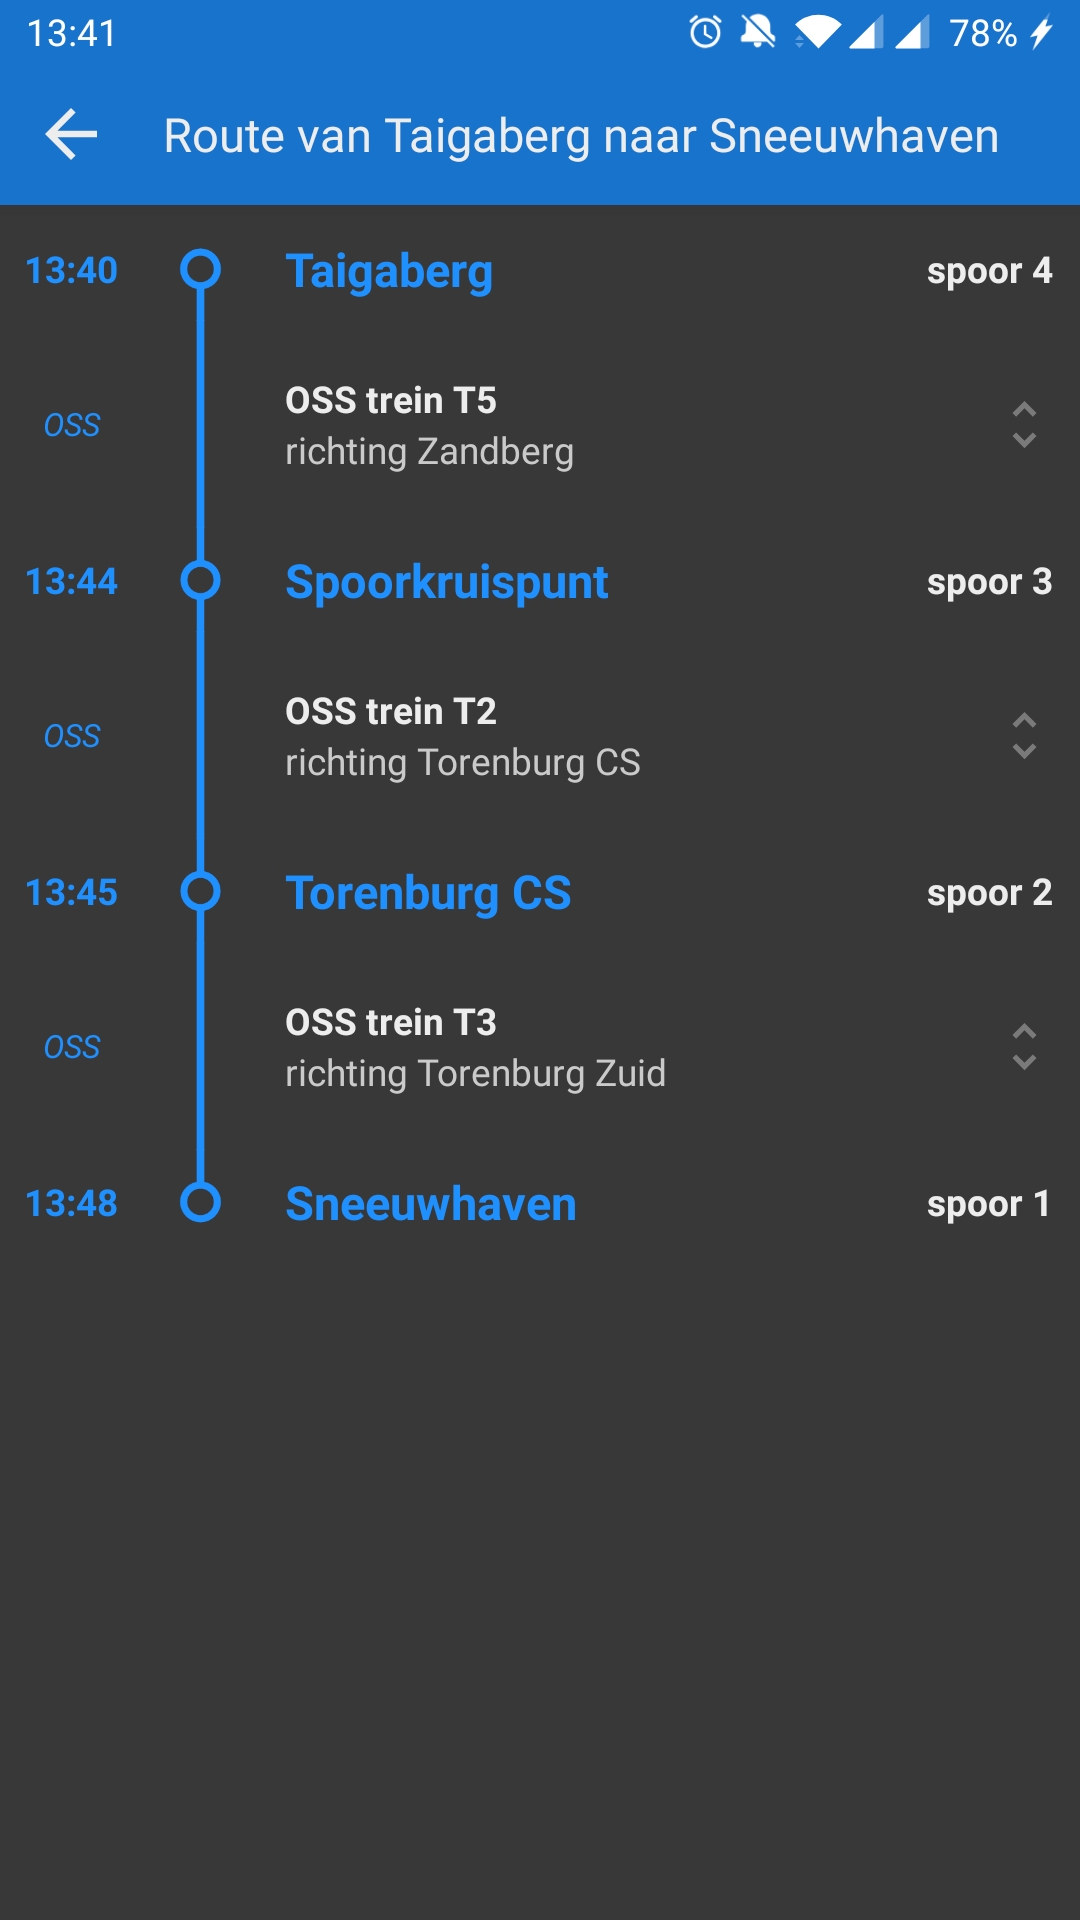 13:41 78%
Route van Taigaberg naar Sneeuwhaven
13:40 Taigaberg spoor 4
OSS trein T5
OSS
richting Zandberg
13:44 Spoorkruispunt spoor 3
OSS trein T2
OSS
richting Torenburg CS
13:45 Torenburg CS spoor 2
OSS trein T3
OSS
richting Torenburg Zuid
13:48 Sneeuwhaven spoor 1